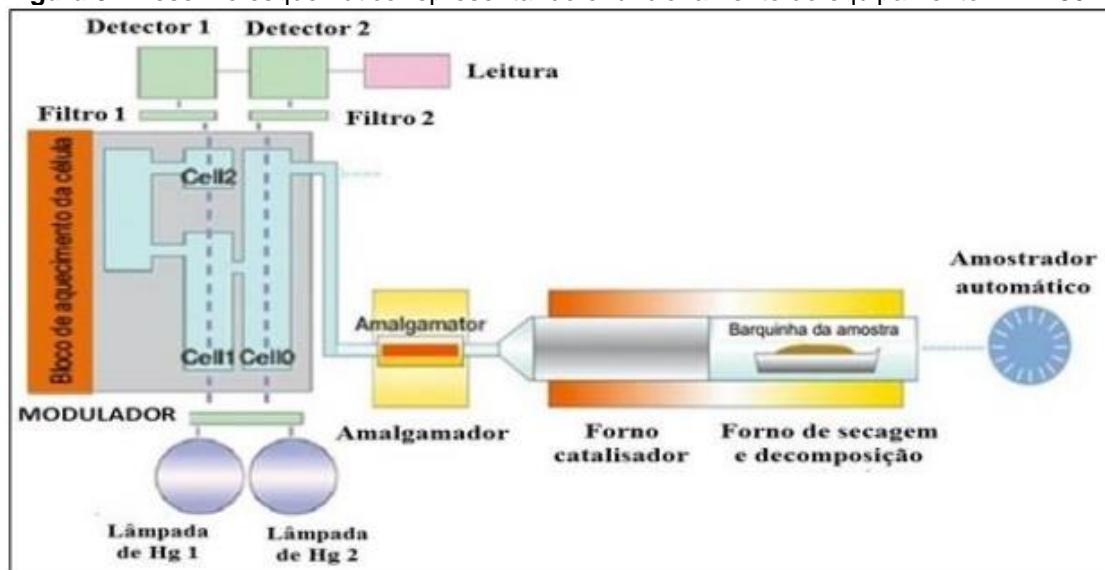 Detector 1
Detector 2
Leitura
Filtro 1
Filtro 2
Bloco de aquecimento da célula
Cell2
Cell1
Cell0
MODULADOR
Lâmpada
de Hg 1
Lâmpada
de Hg 2
Amalgamator
Amalgamador
Barquinha da amostra
Forno
catalisador
Forno de secagem
e decomposição
Amostrador
automático